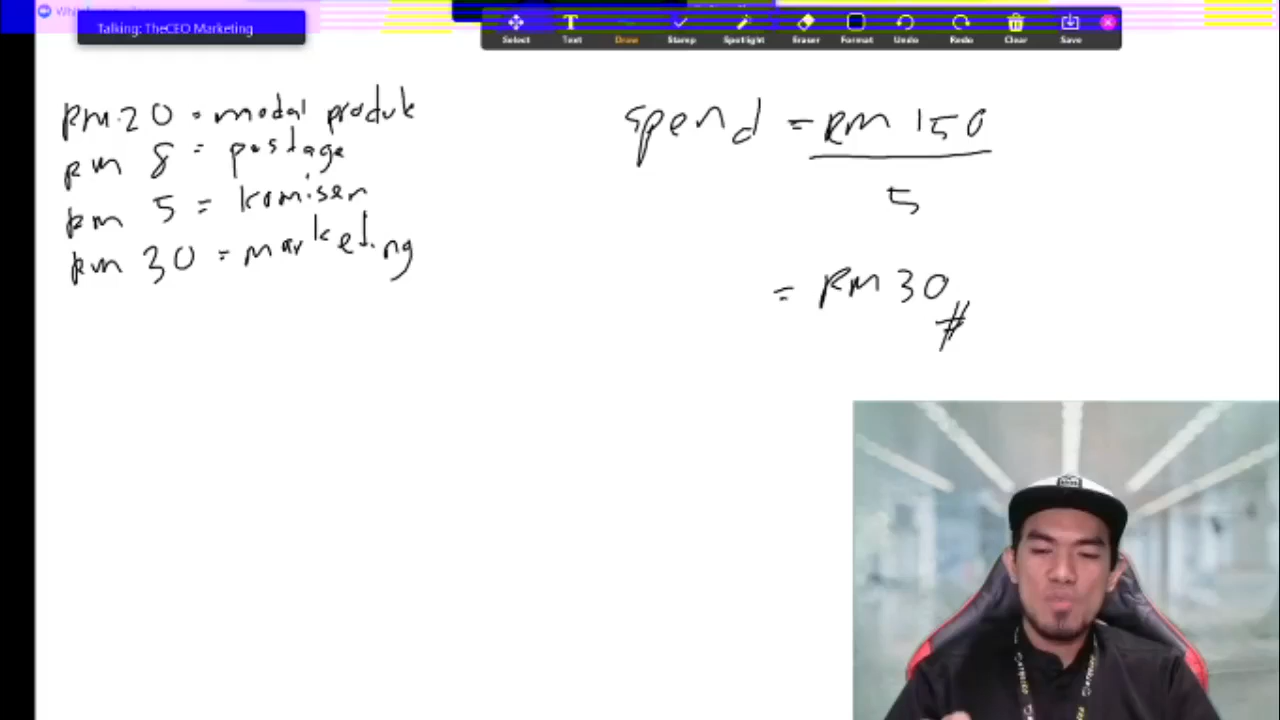 Talking: TheCEO Marketing
Select Text Draw Stamp Spotlight Eraser Format Undo Redo Clear Save
RM 20 = modal produk
RM 8 = postage
RM 5 = komisen
RM 30 = marketing
spend = RM 150
5
= RM 30 #